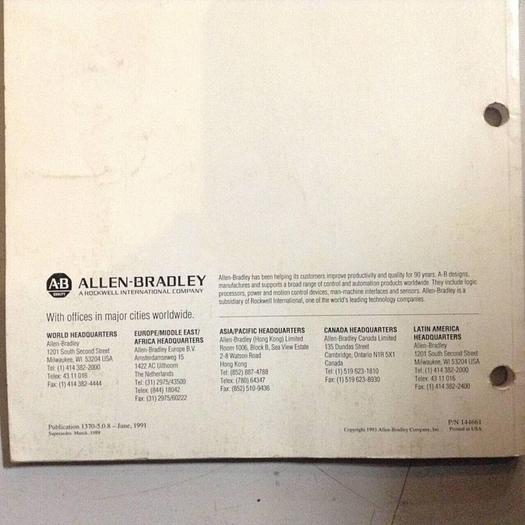 A-B
QUALITY
ALLEN-BRADLEY
A ROCKWELL INTERNATIONAL COMPANY
Allen-Bradley has been helping its customers improve productivity and quality for 90 years. A-B designs,
manufactures and supports a broad range of control and automation products worldwide. They include logic
processors, power and motion control devices, man-machine interfaces and sensors. Allen-Bradley is a
subsidiary of Rockwell International, one of the world's leading technology companies.
With offices in major cities worldwide.
WORLD HEADQUARTERS
Allen-Bradley
1201 South Second Street
Milwaukee, WI 53204 USA
Tel: (1) 414 382-2000
Telex: 43 11 016
Fax: (1) 414 382-4444
EUROPE/MIDDLE EAST/
AFRICA HEADQUARTERS
Allen-Bradley Europe B.V.
Amsterdamseweg 15
1422 AC Uithoorn
The Netherlands
Tel: (31) 2975/43500
Telex: (844) 18042
Fax: (31) 2975/60222
ASIA/PACIFIC HEADQUARTERS
Allen-Bradley (Hong Kong) Limited
Room 1006, Block B, Sea View Estate
2-8 Watson Road
Hong Kong
Tel: (852) 887-4788
Telex: (780) 64347
Fax: (852) 510-9436
CANADA HEADQUARTERS
Allen-Bradley Canada Limited
135 Dundas Street
Cambridge, Ontario N1R 5X1
Canada
Tel: (1) 519 623-1810
Fax: (1) 519 623-8930
LATIN AMERICA
HEADQUARTERS
Allen-Bradley
1201 South Second Street
Milwaukee, WI 53204 USA
Tel: (1) 414 382-2000
Telex: 43 11 016
Fax: (1) 414 382-2400
Publication 1370-5.0.8 – June, 1991
Supersedes March, 1989
P/N 144661
Copyright 1991 Allen-Bradley Company, Inc. Printed in USA